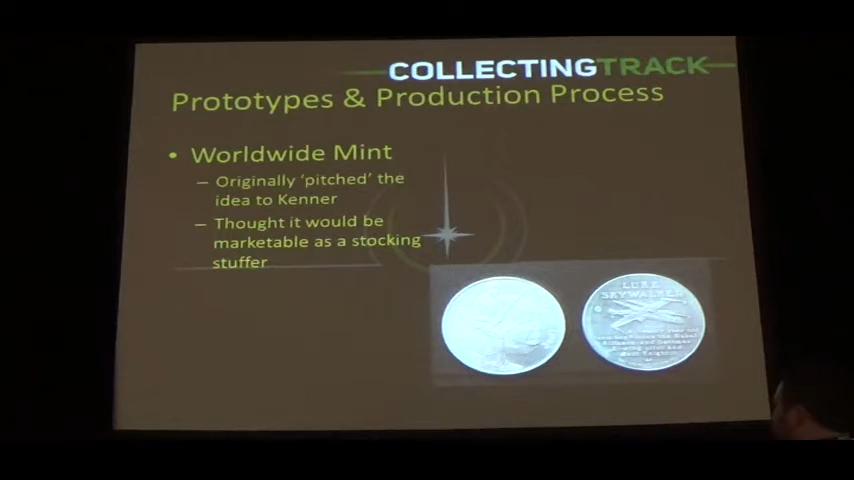 COLLECTINGTRACK
Prototypes & Production Process
• Worldwide Mint
– Originally 'pitched' the
idea to Kenner
– Thought it would be
marketable as a stocking
stuffer
LUKE
SKYWALKER